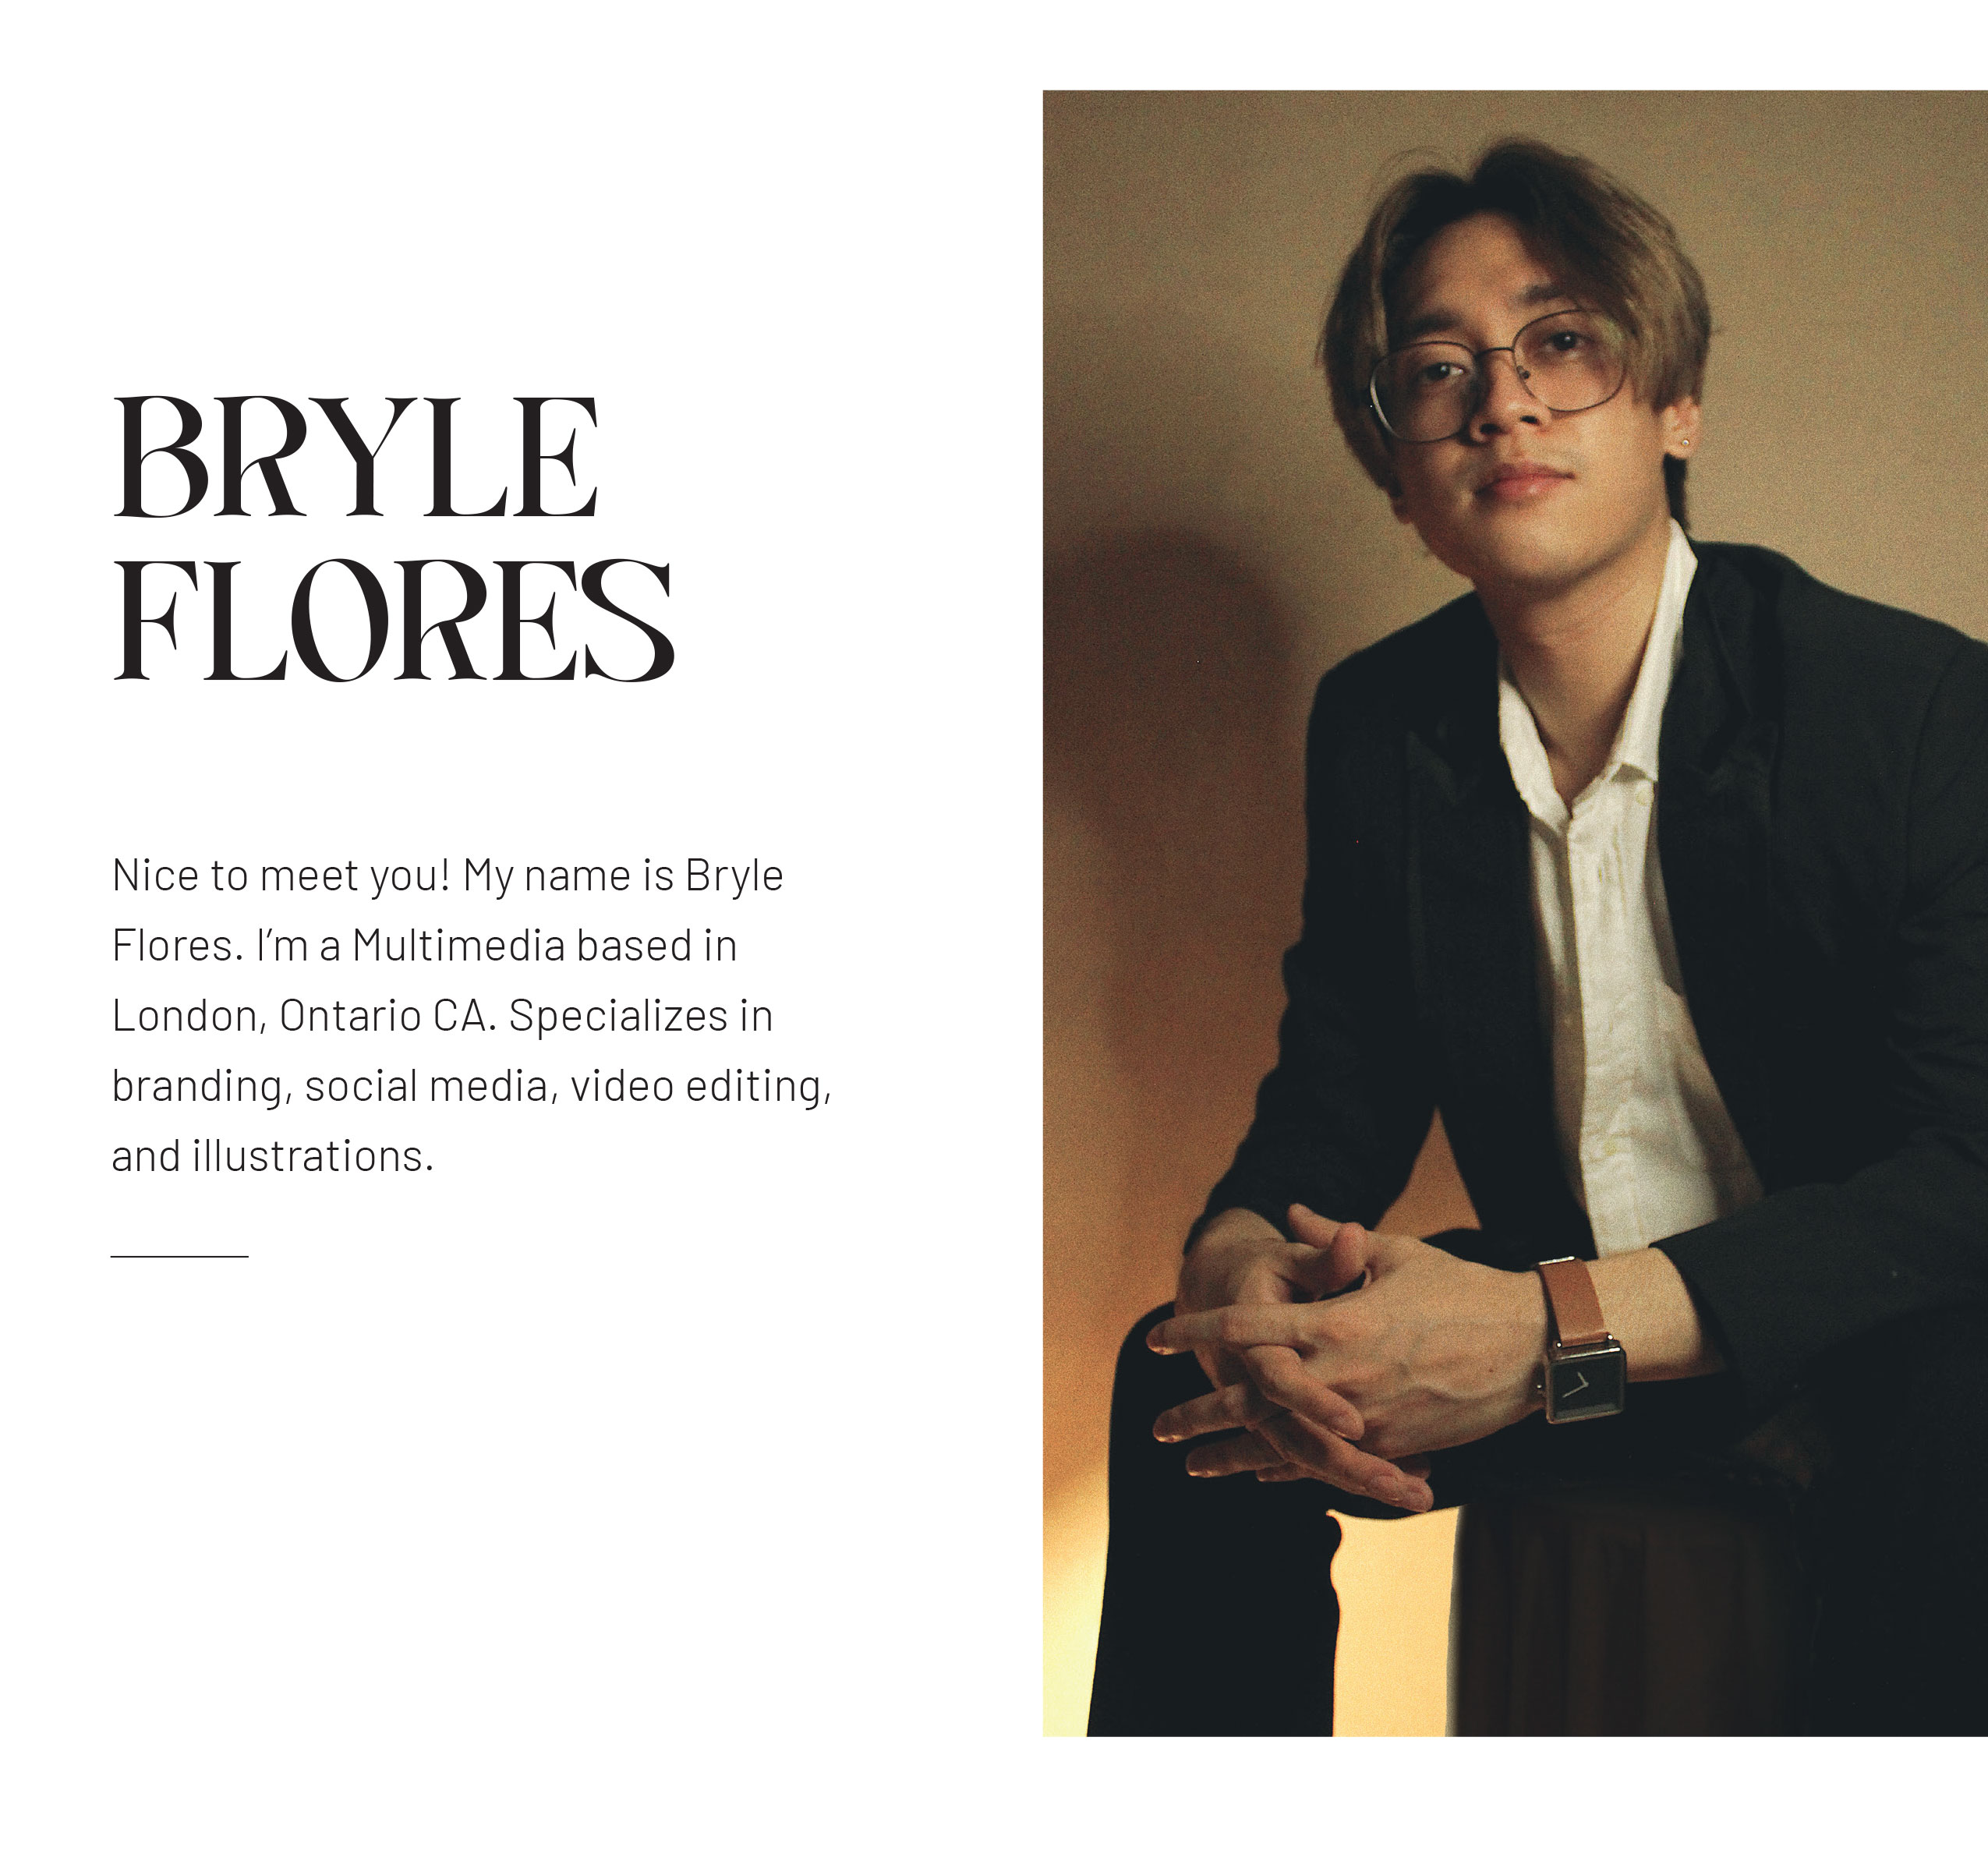 BRYLE
FLORES
Nice to meet you! My name is Bryle
Flores. I’m a Multimedia based in
London, Ontario CA. Specializes in
branding, social media, video editing,
and illustrations.